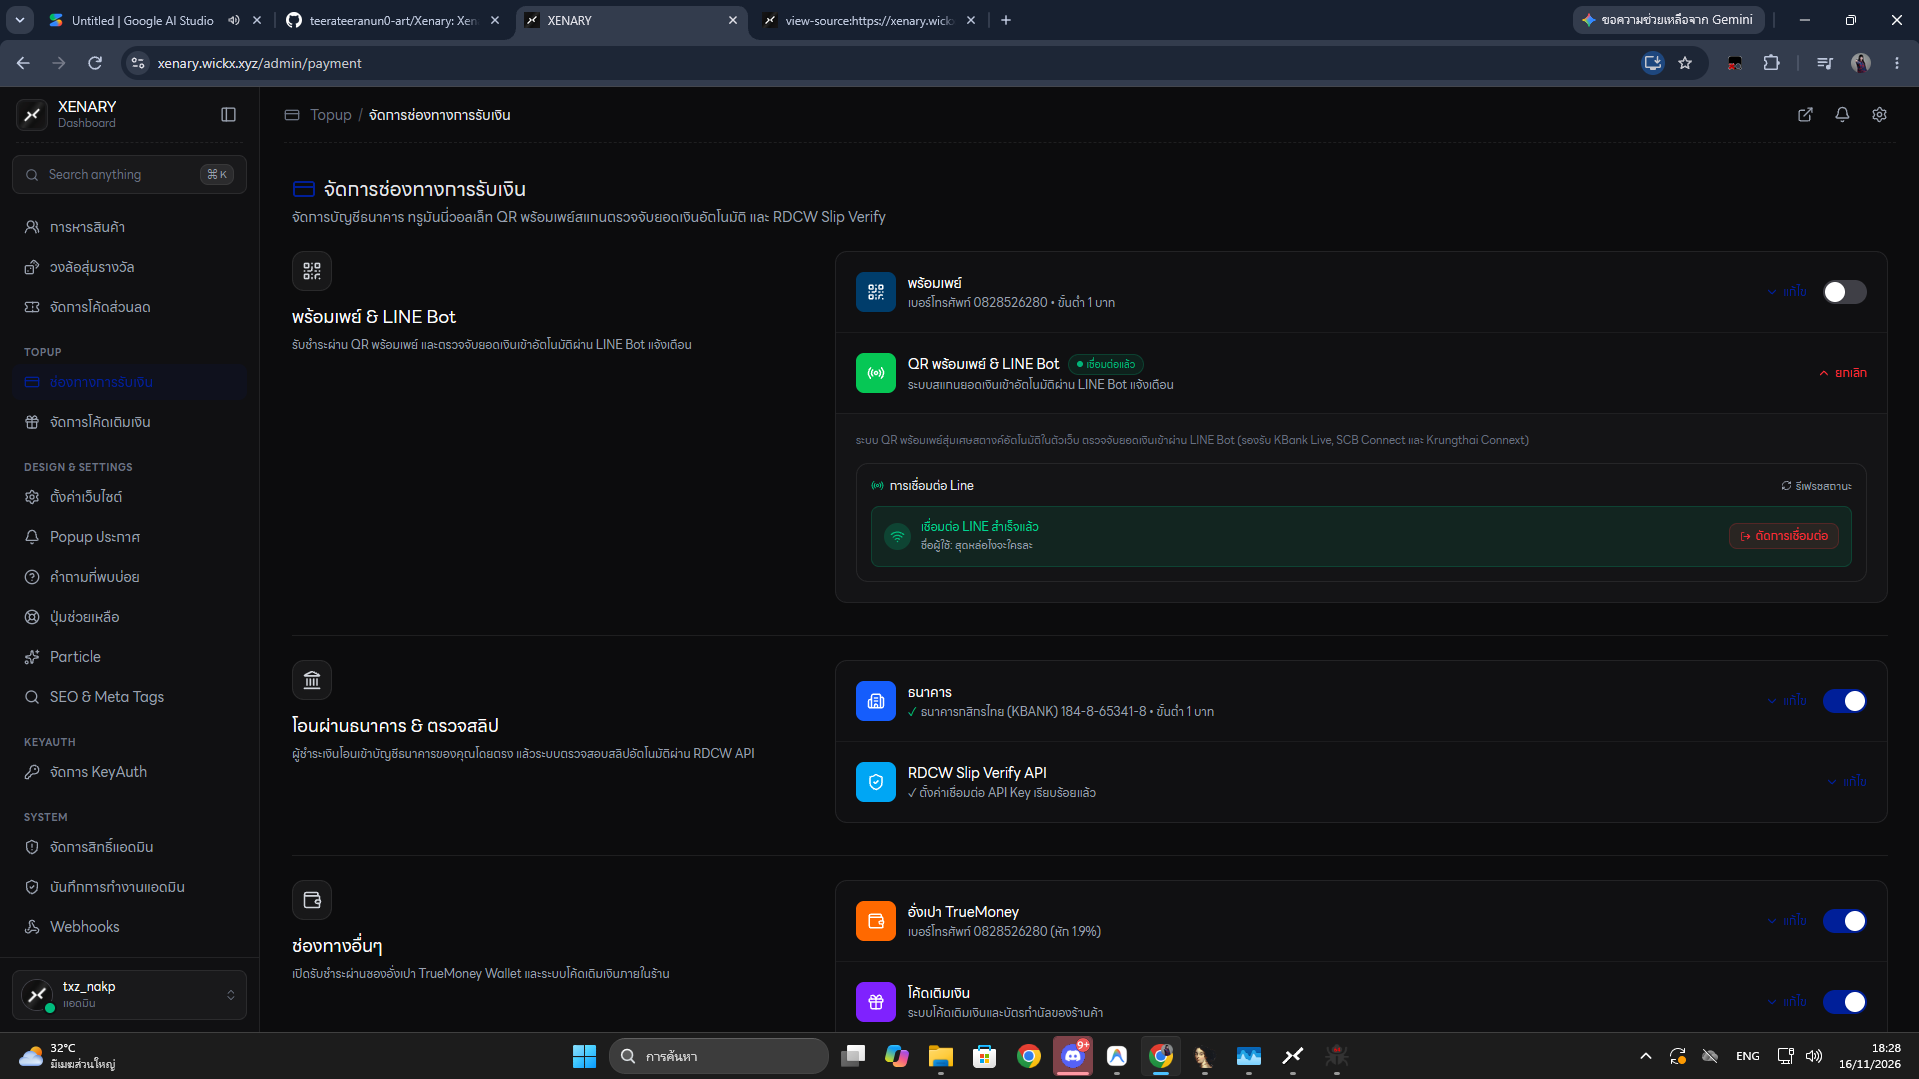 Untitled | Google AI Studio
teerateeranun0-art/Xenary: Xen
XENARY
view-source:https://xenary.wick
ขอความช่วยเหลือจาก Gemini
xenary.wickx.xyz/admin/payment
XENARY
Dashboard
Search anything
⌘ K
การหารสินค้า
วงล้อสุ่มรางวัล
จัดการโค้ดส่วนลด
TOPUP
ช่องทางการรับเงิน
จัดการโค้ดเติมเงิน
DESIGN & SETTINGS
ตั้งค่าเว็บไซต์
Popup ประกาศ
คำถามที่พบบ่อย
ปุ่มช่วยเหลือ
Particle
SEO & Meta Tags
KEYAUTH
จัดการ KeyAuth
SYSTEM
จัดการสิทธิ์แอดมิน
บันทึกการทำงานแอดมิน
Webhooks
txz_nakp
แอดมิน
Topup / จัดการช่องทางการรับเงิน
จัดการช่องทางการรับเงิน
จัดการบัญชีธนาคาร ทรูมันนี่วอลเล็ท QR พร้อมเพย์สแกนตรวจจับยอดเงินอัตโนมัติ และ RDCW Slip Verify
พร้อมเพย์ & LINE Bot
รับชำระผ่าน QR พร้อมเพย์ และตรวจจับยอดเงินเข้าอัตโนมัติผ่าน LINE Bot แจ้งเตือน
พร้อมเพย์
เบอร์โทรศัพท์ 0828526280 • ขั้นต่ำ 1 บาท
แก้ไข
QR พร้อมเพย์ & LINE Bot
เชื่อมต่อแล้ว
ระบบสแกนยอดเงินเข้าอัตโนมัติผ่าน LINE Bot แจ้งเตือน
ยกเลิก
ระบบ QR พร้อมเพย์สุ่มเศษสตางค์อัตโนมัติในตัวเว็บ ตรวจจับยอดเงินเข้าผ่าน LINE Bot (รองรับ KBank Live, SCB Connect และ Krungthai Connext)
การเชื่อมต่อ Line
รีเฟรชสถานะ
เชื่อมต่อ LINE สำเร็จแล้ว
ชื่อผู้ใช้: สุดหล่อไงจะใครละ
ตัดการเชื่อมต่อ
โอนผ่านธนาคาร & ตรวจสลิป
ผู้ชำระเงินโอนเข้าบัญชีธนาคารของคุณโดยตรง แล้วระบบตรวจสอบสลิปอัตโนมัติผ่าน RDCW API
ธนาคาร
✓ ธนาคารกสิกรไทย (KBANK) 184-8-65341-8 • ขั้นต่ำ 1 บาท
แก้ไข
RDCW Slip Verify API
✓ ตั้งค่าเชื่อมต่อ API Key เรียบร้อยแล้ว
แก้ไข
ช่องทางอื่นๆ
เปิดรับชำระผ่านซองอั่งเปา TrueMoney Wallet และระบบโค้ดเติมเงินภายในร้าน
อั่งเปา TrueMoney
เบอร์โทรศัพท์ 0828526280 (หัก 1.9%)
แก้ไข
โค้ดเติมเงิน
ระบบโค้ดเติมเงินและบัตรกำนัลของร้านค้า
แก้ไข
32°C
มีเมฆส่วนใหญ่
การค้นหา
9+
ENG
18:28
16/11/2026